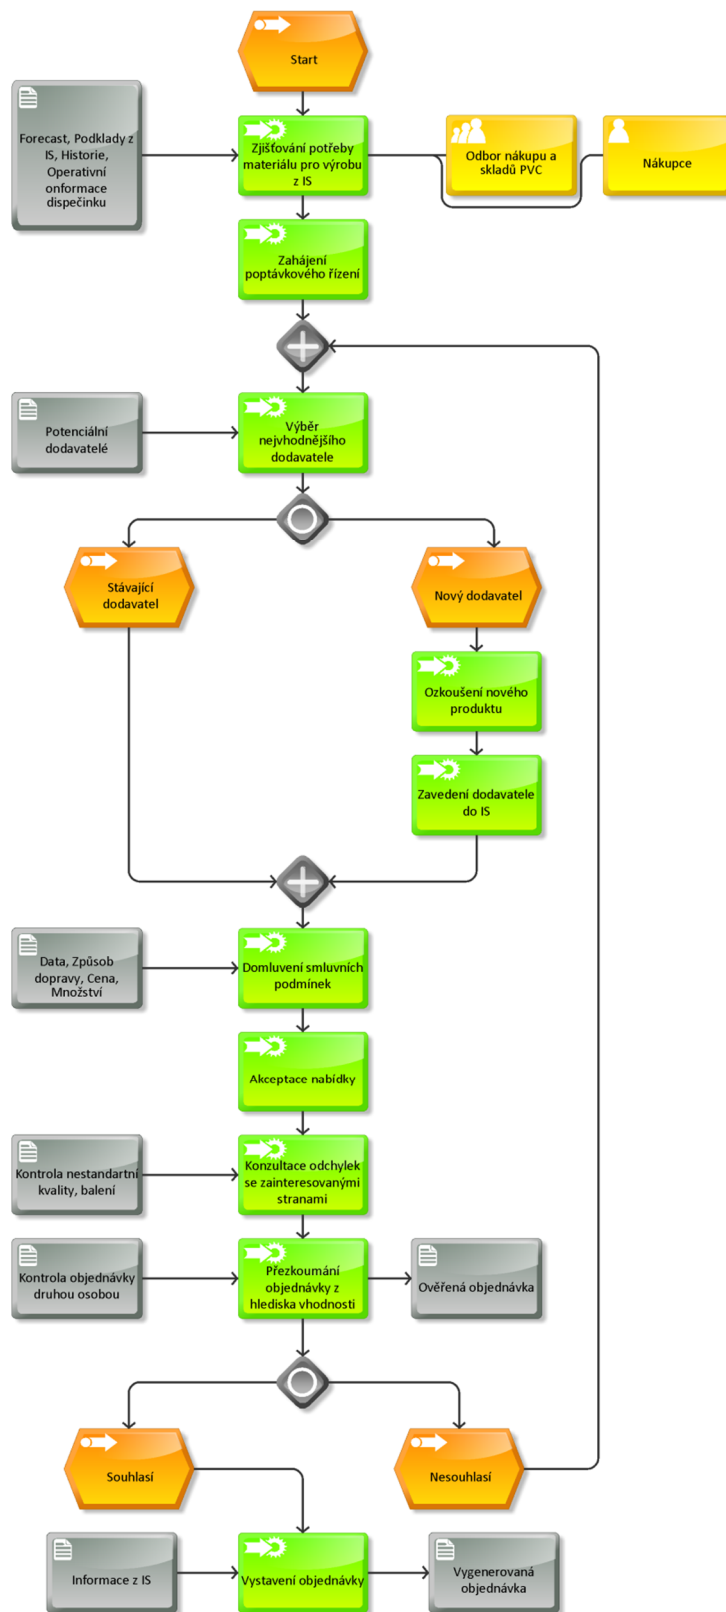 Start
Forecast, Podklady z
IS, Historie,
Operativní
onformace
dispečinku
Zjišťování potřeby
materiálu pro výrobu
z IS
Odbor nákupu a
skladů PVC
Nákupce
Zahájení
poptávkového řízení
Potenciální
dodavatelé
Výběr
nejvhodnějšího
dodavatele
Stávající
dodavatel
Nový dodavatel
Ozkoušení nového
produktu
Zavedení dodavatele
do IS
Data, Způsob
dopravy, Cena,
Množství
Domluvení smluvních
podmínek
Akceptace nabídky
Kontrola nestandartní
kvality, balení
Konzultace odchylek
se zainteresovanými
stranami
Kontrola objednávky
druhou osobou
Přezkoumání
objednávky z
hlediska vhodnosti
Ověřená objednávka
Souhlasí
Nesouhlasí
Informace z IS
Vystavení objednávky
Vygenerovaná
objednávka